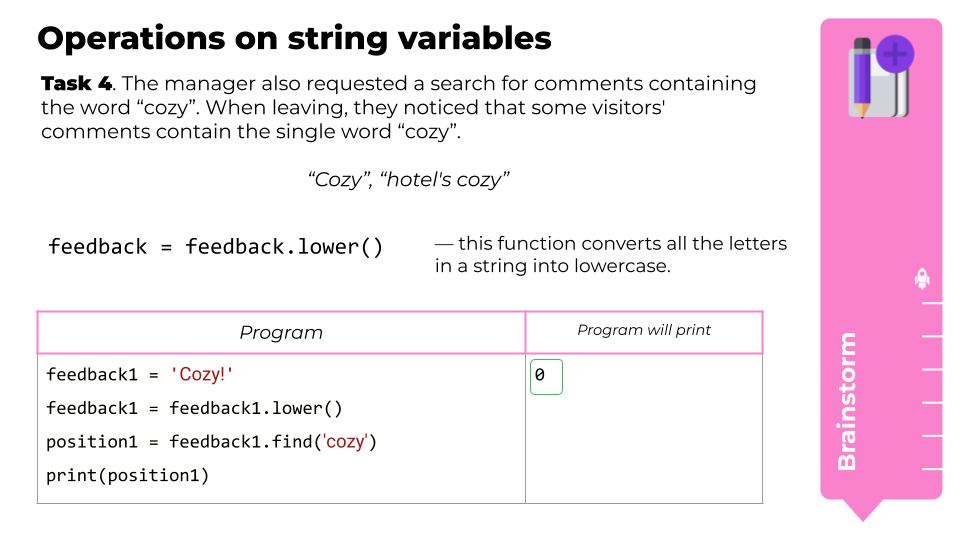 Operations on string variables
Task 4. The manager also requested a search for comments containing
the word “cozy”. When leaving, they noticed that some visitors'
comments contain the single word “cozy”.
“Cozy”, “hotel's cozy”
feedback = feedback.lower()
— this function converts all the letters
in a string into lowercase.
Program
Program will print
feedback1 = 'Cozy!'
feedback1 = feedback1.lower()
position1 = feedback1.find('cozy')
print(position1)
0
Brainstorm